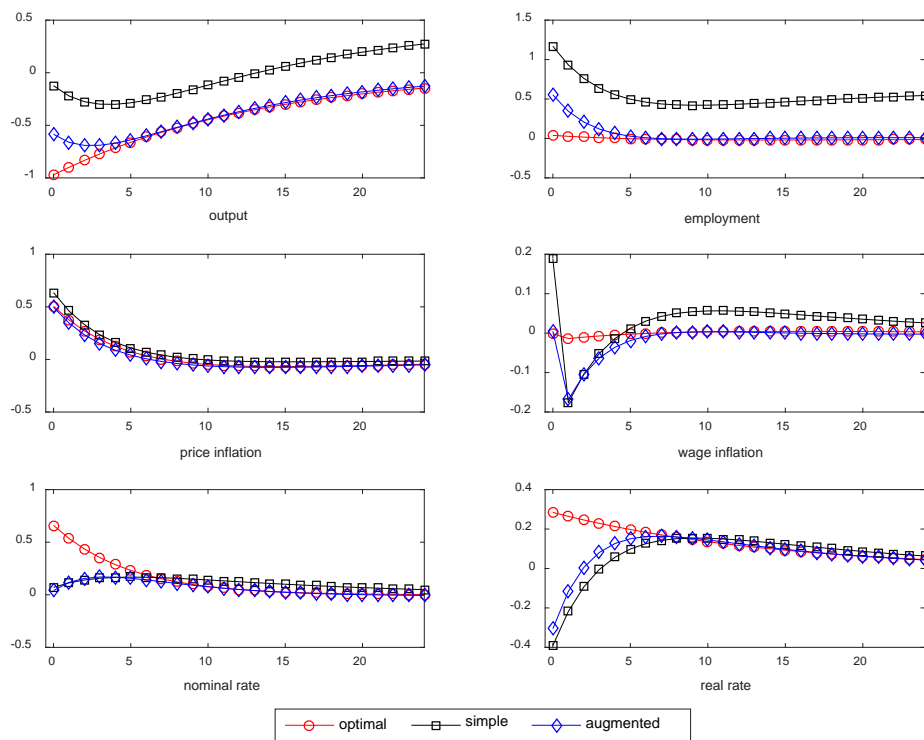 0.5
0
-0.5
-1
0 5 10 15 20
output
1.5
1
0.5
0
-0.5
0 5 10 15 20
employment
1
0.5
0
-0.5
0 5 10 15 20
price inflation
0.2
0.1
0
-0.1
-0.2
0 5 10 15 20
wage inflation
1
0.5
0
-0.5
0 5 10 15 20
nominal rate
0.4
0.2
0
-0.2
-0.4
0 5 10 15 20
real rate
optimal simple augmented